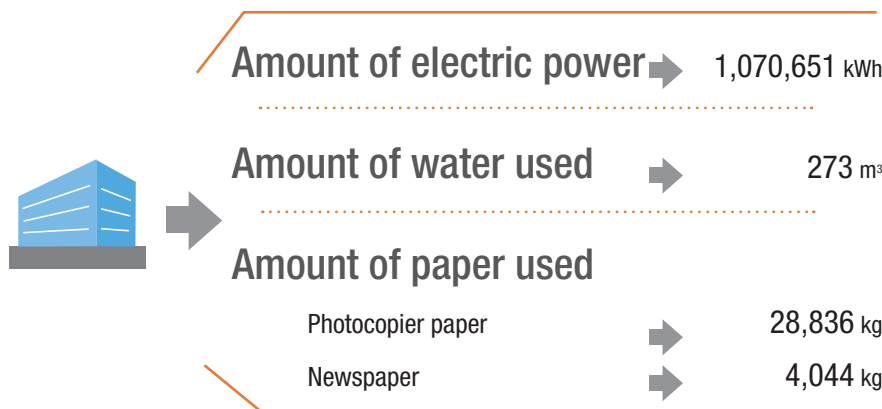 Amount of electric power 1,070,651 kWh
Amount of water used 273 m³
Amount of paper used
Photocopier paper 28,836 kg
Newspaper 4,044 kg